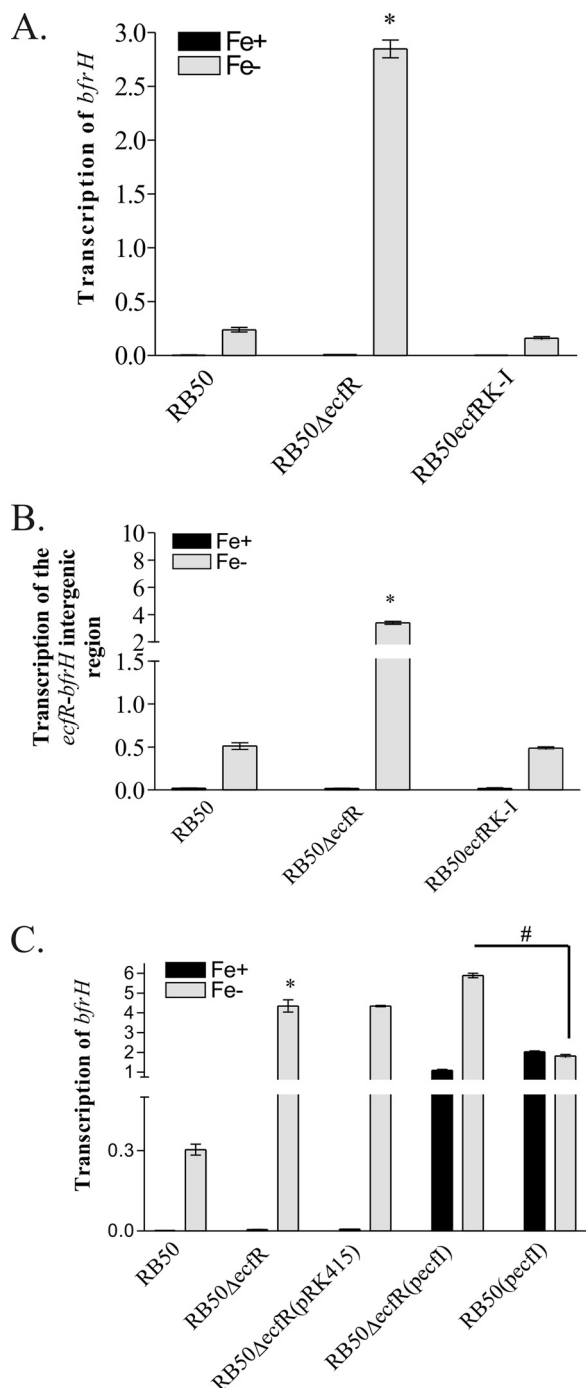 A.
Transcription of bfrH
Fe+
Fe-
*
3.0
2.5
2.0
1.5
1.0
0.5
0.0
RB50
RB50ΔecfR
RB50ecfRK-I
B.
Transcription of the
ecfR-bfrH intergenic
region
Fe+
Fe-
*
10
8
6
4
2
1.5
1.0
0.5
0.0
RB50
RB50ΔecfR
RB50ecfRK-I
C.
Transcription of bfrH
Fe+
Fe-
*
#
6
5
4
3
2
1
0.3
0.0
RB50
RB50ΔecfR
RB50ΔecfR(pRK415)
RB50ΔecfR(pecfI)
RB50(pecfI)